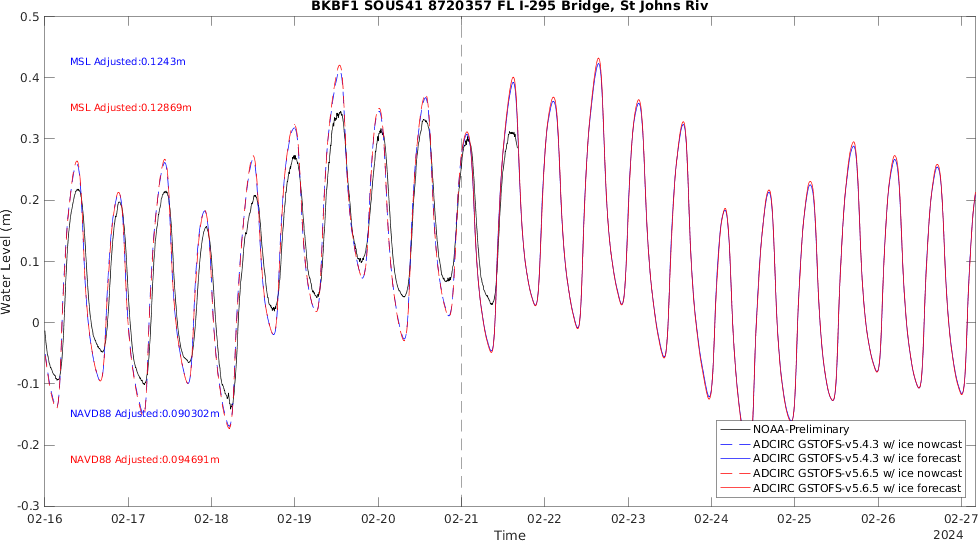 BKBF1 SOUS41 8720357 FL I-295 Bridge, St Johns Riv
0.5
0.4
0.3
0.2
0.1
0
-0.1
-0.2
-0.3
Water Level (m)
MSL Adjusted:0.1243m
MSL Adjusted:0.12869m
NAVD88 Adjusted:0.090302m
NAVD88 Adjusted:0.094691m
NOAA-Preliminary
ADCIRC GSTOFS-v5.4.3 w/ ice nowcast
ADCIRC GSTOFS-v5.4.3 w/ ice forecast
ADCIRC GSTOFS-v5.6.5 w/ ice nowcast
ADCIRC GSTOFS-v5.6.5 w/ ice forecast
02-16 02-17 02-18 02-19 02-20 02-21 02-22 02-23 02-24 02-25 02-26 02-27
2024
Time